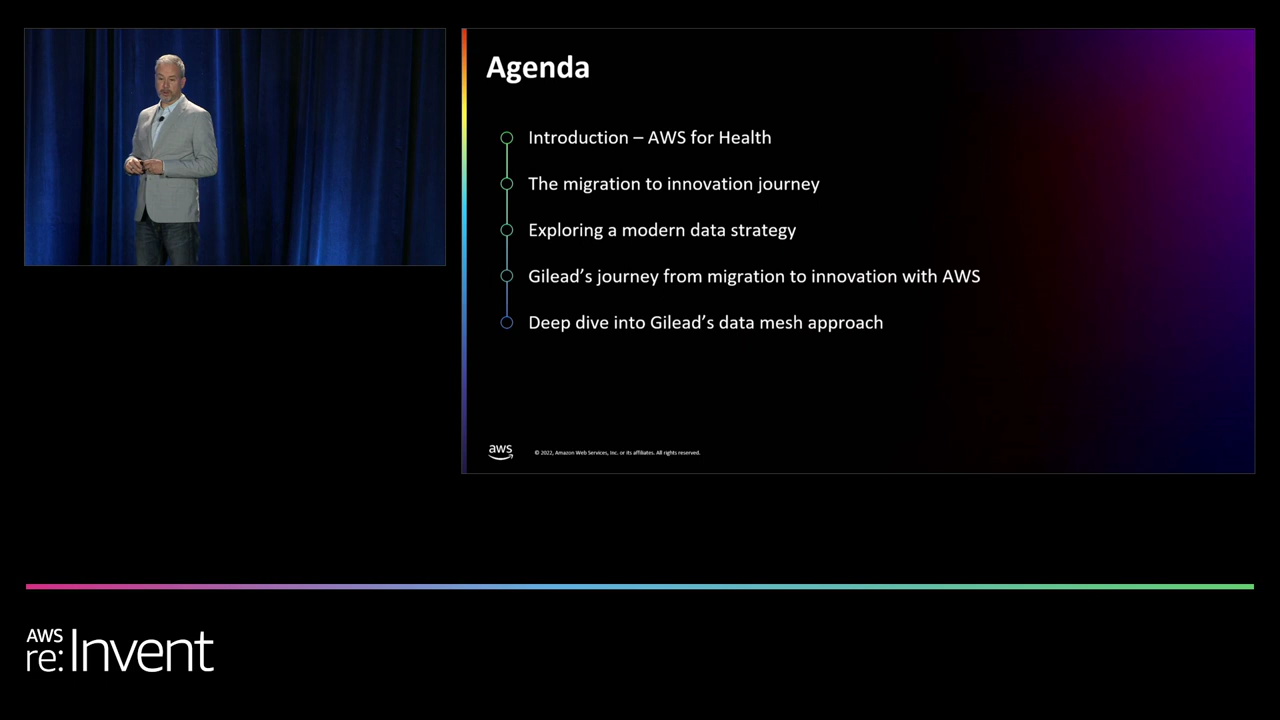 Agenda
Introduction – AWS for Health
The migration to innovation journey
Exploring a modern data strategy
Gilead’s journey from migration to innovation with AWS
Deep dive into Gilead’s data mesh approach
aws
© 2022, Amazon Web Services, Inc. or its affiliates. All rights reserved.
AWS
re:Invent